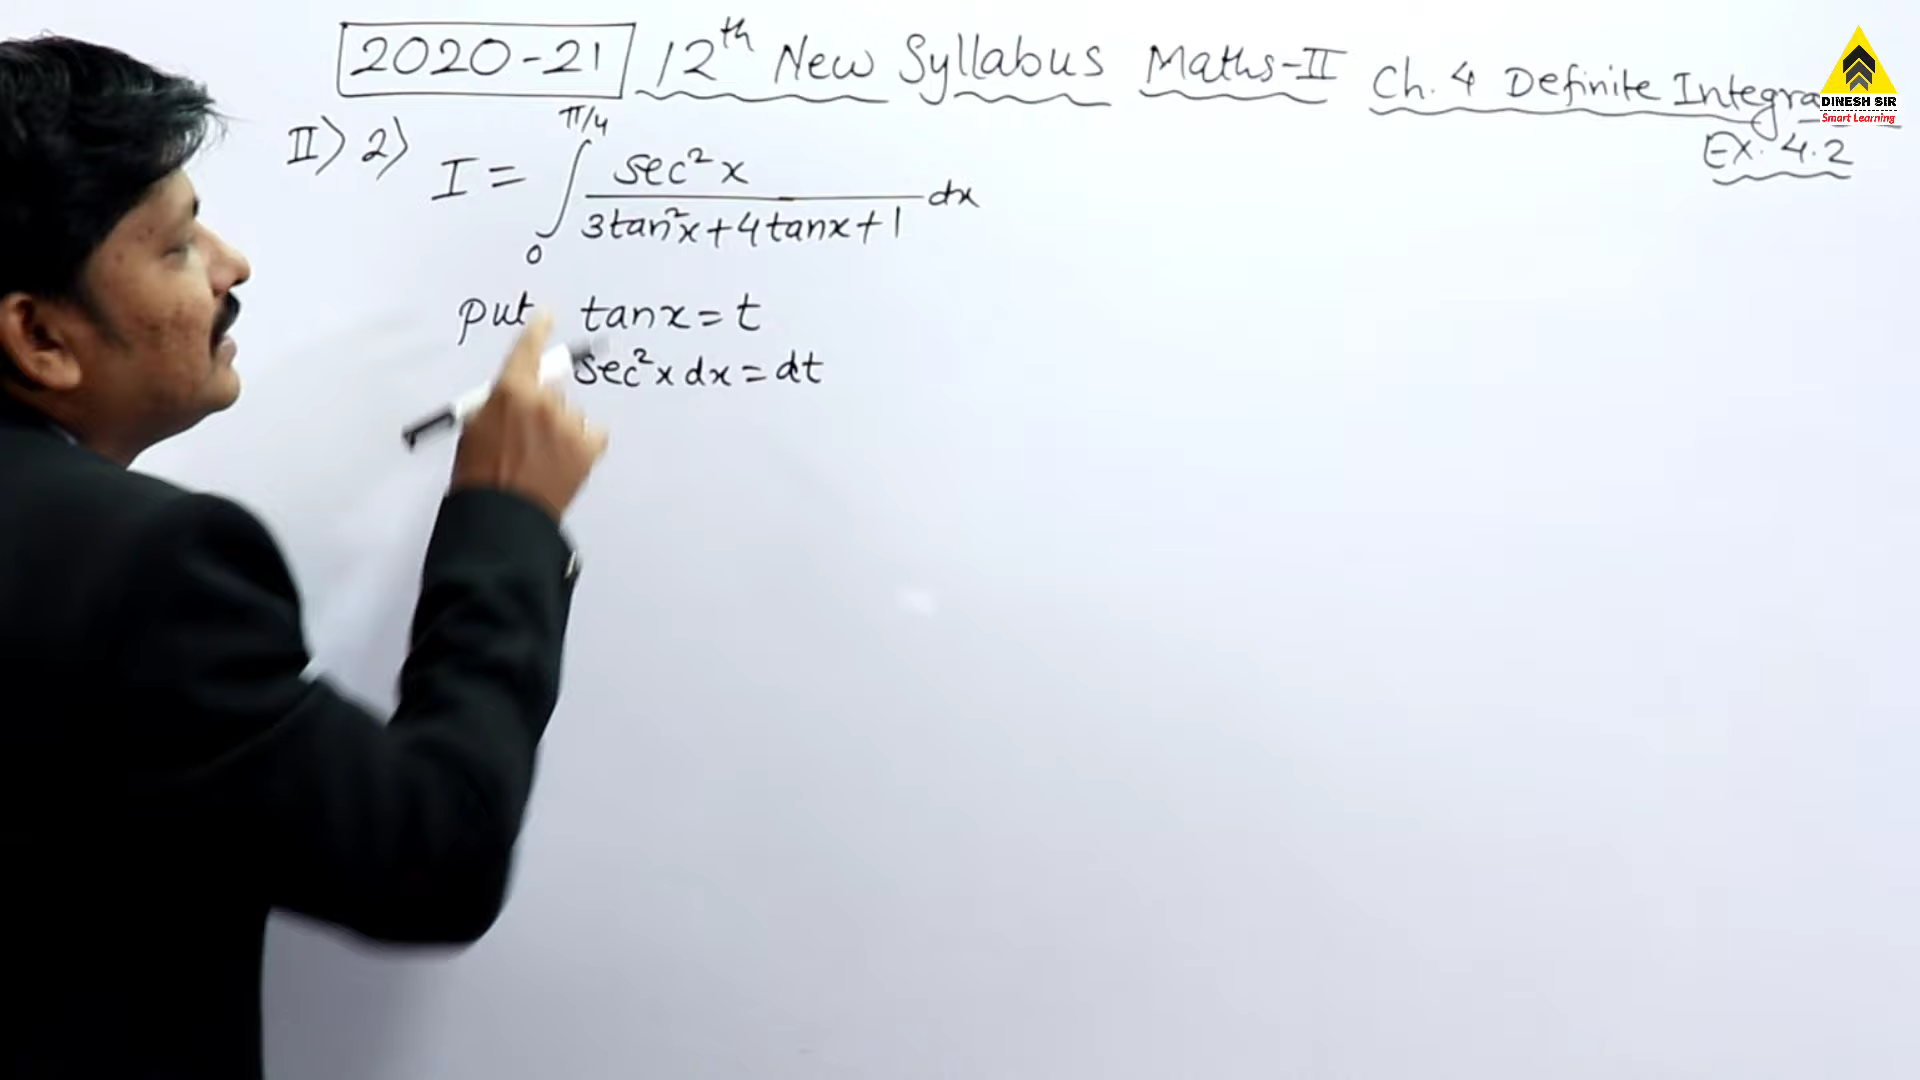 2020-21 12th New Syllabus Maths-II Ch. 4 Definite Integra
DINESH SIR
Smart Learning
Ex. 4.2
II) 2) I = ∫₀^{π/4} sec²x / (3tan²x+4tanx+1) dx
put tanx = t
sec²x dx = dt